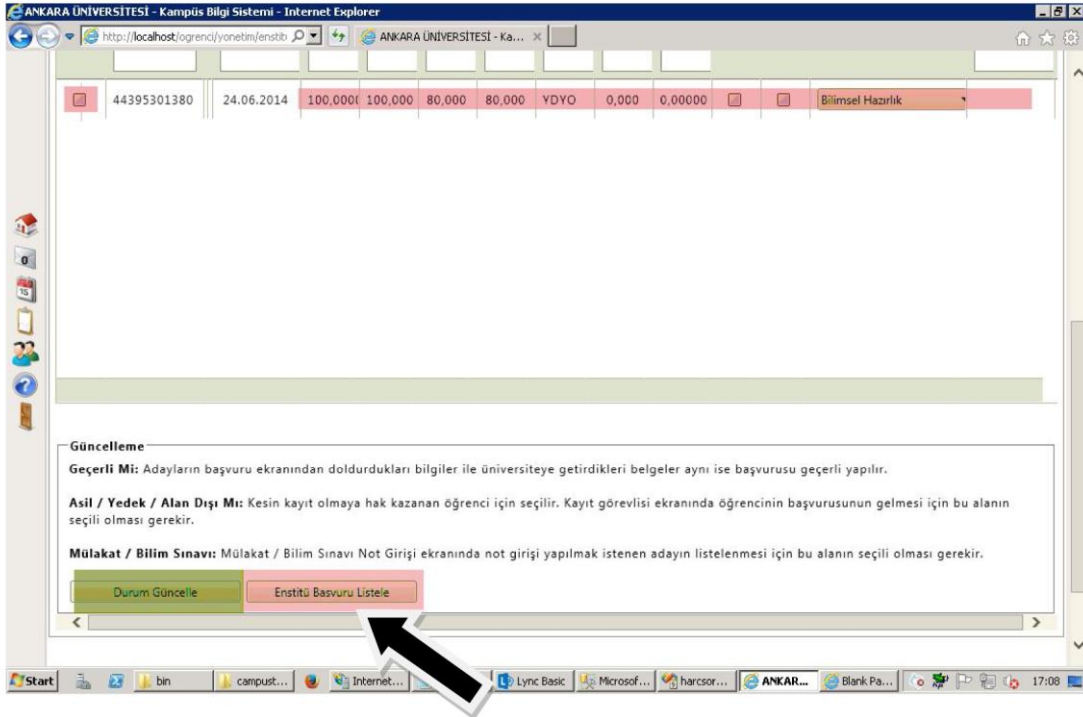 ANKARA ÜNİVERSİTESİ - Kampüs Bilgi Sistemi - Internet Explorer
http://localhost/ogrenci/yonetim/enstiti
ANKARA ÜNİVERSİTESİ - Ka...
44395301380 24.06.2014 100,000( 100,000 80,000 80,000 YDYO 0,000 0,00000 Bilimsel Hazırlık
0
15
Güncelleme
Geçerli Mi: Adayların başvuru ekranından doldurdukları bilgiler ile üniversiteye getirdikleri belgeler aynı ise başvurusu geçerli yapılır.
Asil / Yedek / Alan Dışı Mı: Kesin kayıt olmaya hak kazanan öğrenci için seçilir. Kayıt görevlisi ekranında öğrencinin başvurusunun gelmesi için bu alanın
seçili olması gerekir.
Mülakat / Bilim Sınavı: Mülakat / Bilim Sınavı Not Girişi ekranında not girişi yapılmak istenen adayın listelenmesi için bu alanın seçili olması gerekir.
Durum Güncelle Enstitü Basvuru Listele
Start bin campust... Internet... Lync Basic Microsof... harcsor... ANKAR... Blank Pa... 17:08